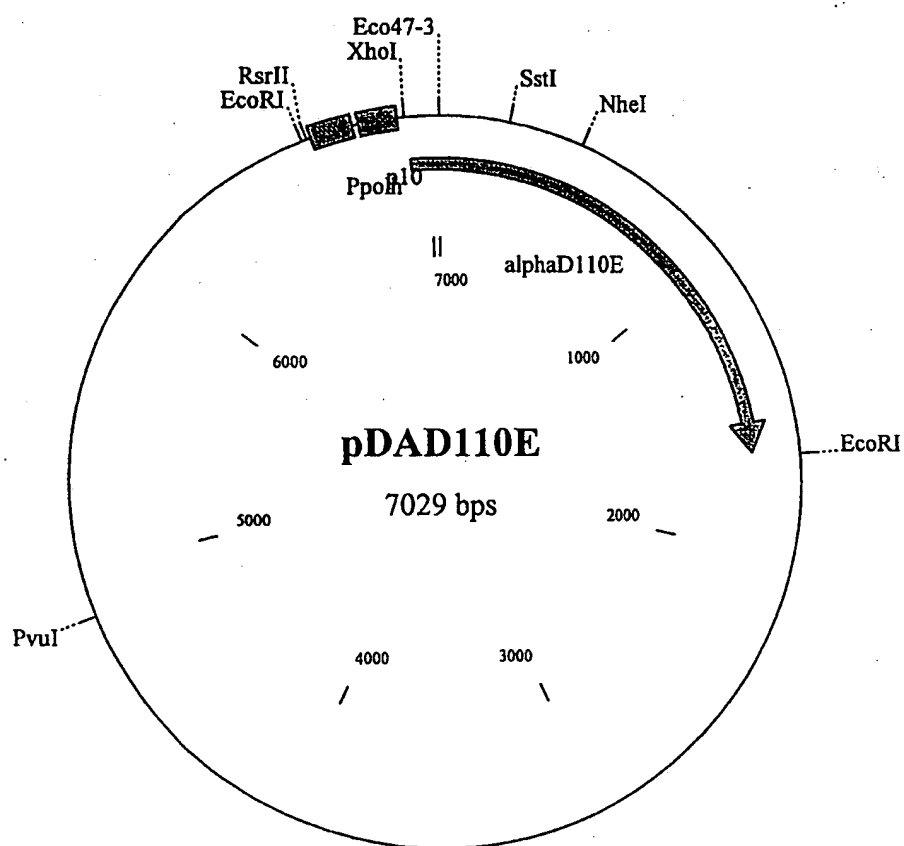 Eco47-3
XhoI
RsrII
EcoRI
SstI
NheI
Ppolh
p10
alphaD110E
7000
1000
6000
pDAD110E
7029 bps
EcoRI
2000
5000
PvuI
4000
3000